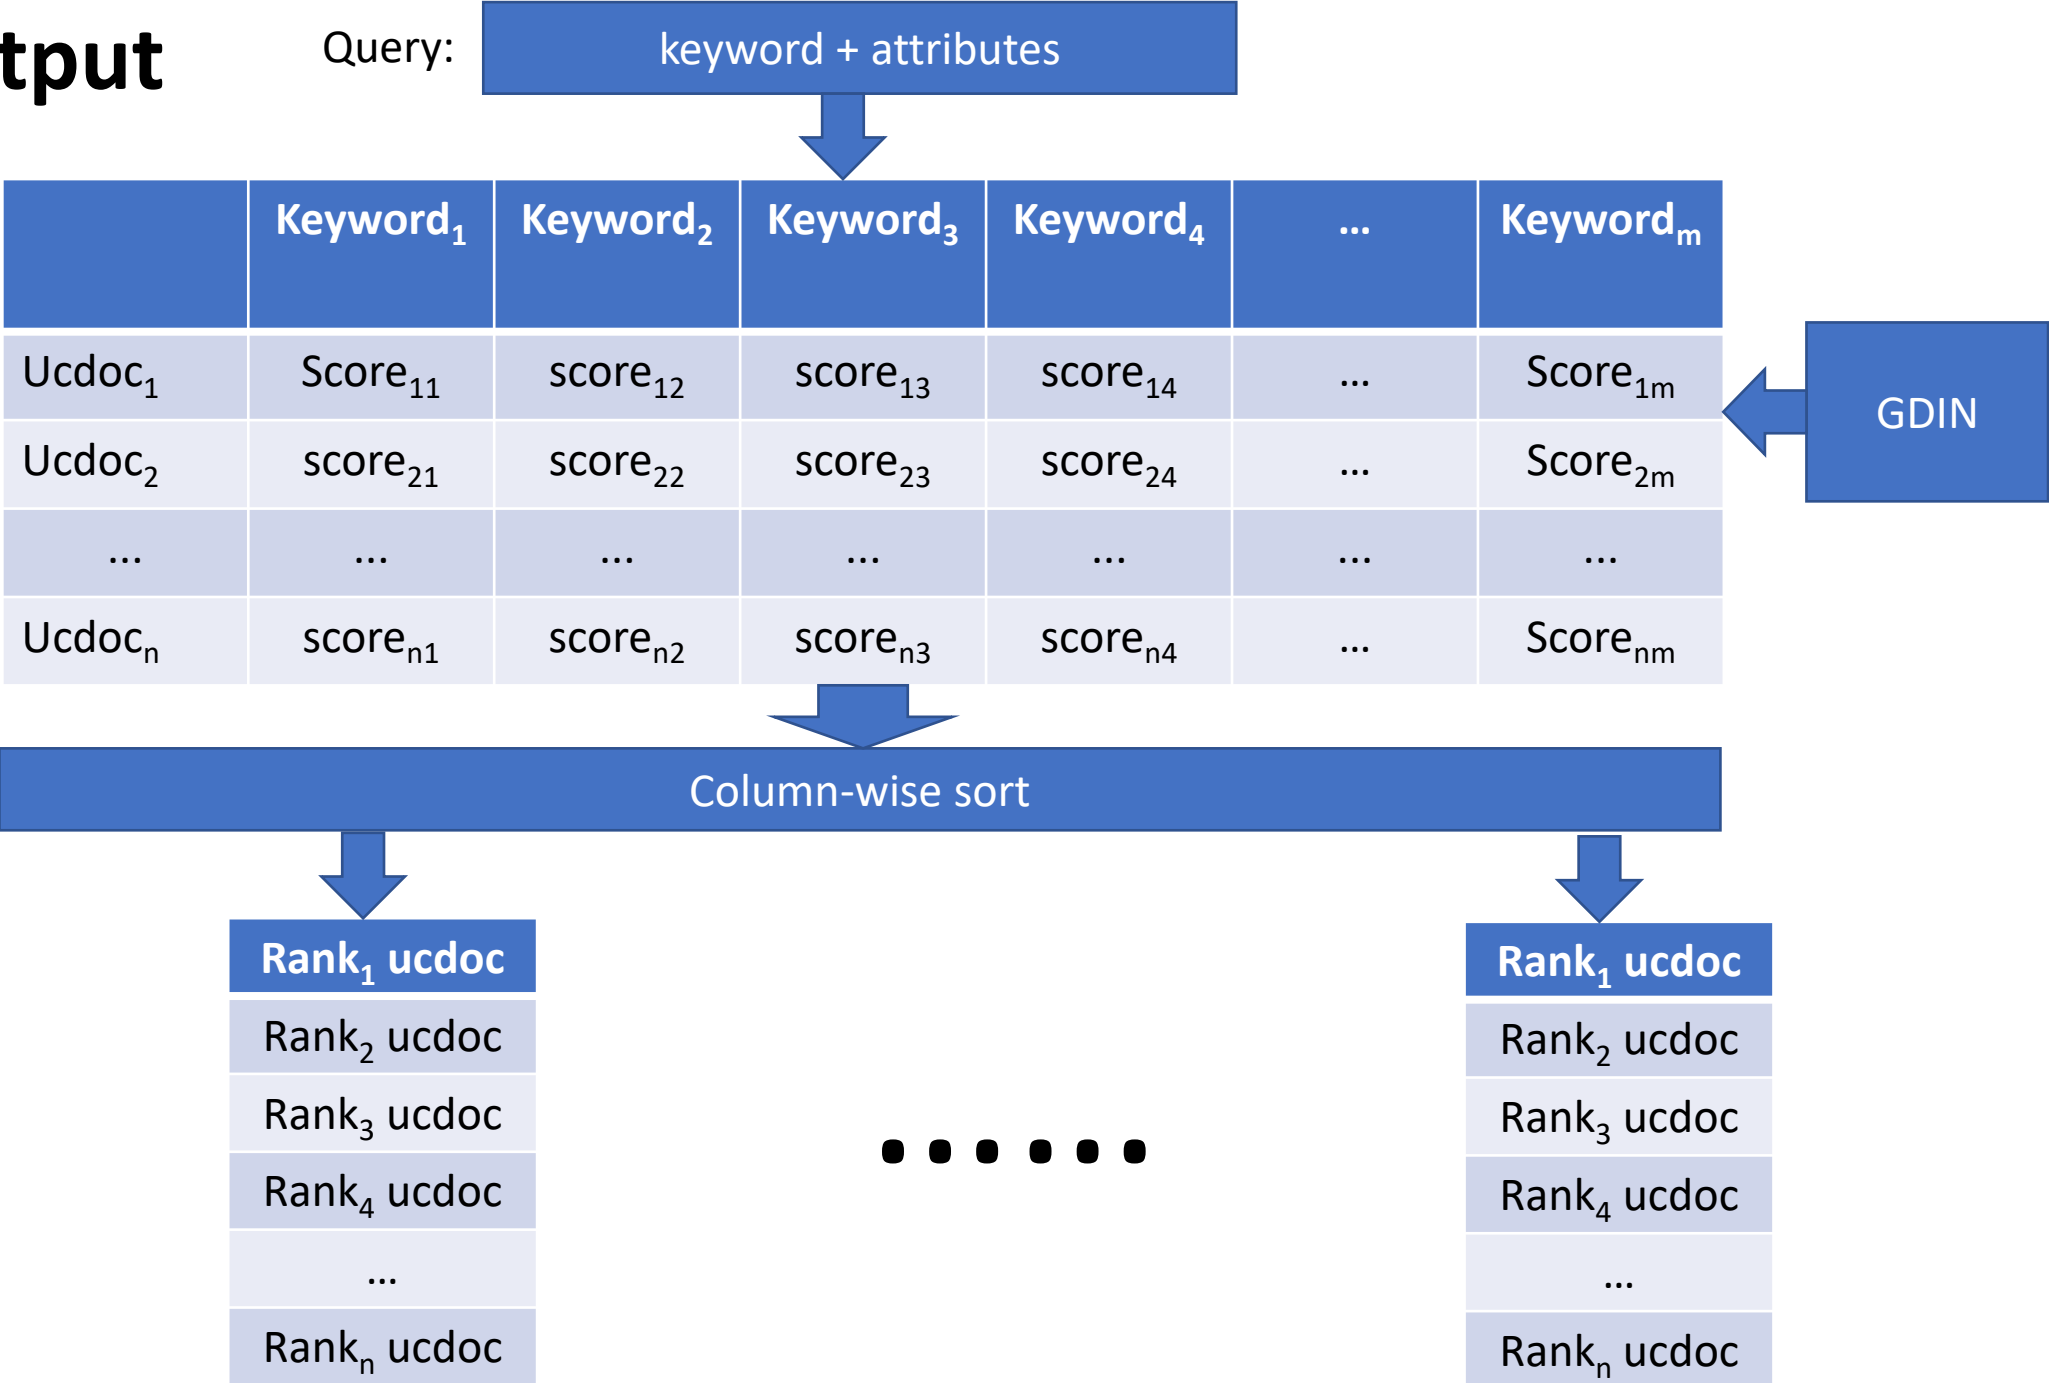 tput
Query:
keyword + attributes
Keyword₁ Keyword₂ Keyword₃ Keyword₄ ... Keywordₘ
Ucdoc₁ Score₁₁ score₁₂ score₁₃ score₁₄ ... Score₁ₘ
GDIN
Ucdoc₂ score₂₁ score₂₂ score₂₃ score₂₄ ... Score₂ₘ
... ... ... ... ... ... ...
Ucdocₙ scoreₙ₁ scoreₙ₂ scoreₙ₃ scoreₙ₄ ... Scoreₙₘ
Column-wise sort
Rank₁ ucdoc
Rank₂ ucdoc
Rank₃ ucdoc
Rank₄ ucdoc
...
Rankₙ ucdoc
......
Rank₁ ucdoc
Rank₂ ucdoc
Rank₃ ucdoc
Rank₄ ucdoc
...
Rankₙ ucdoc